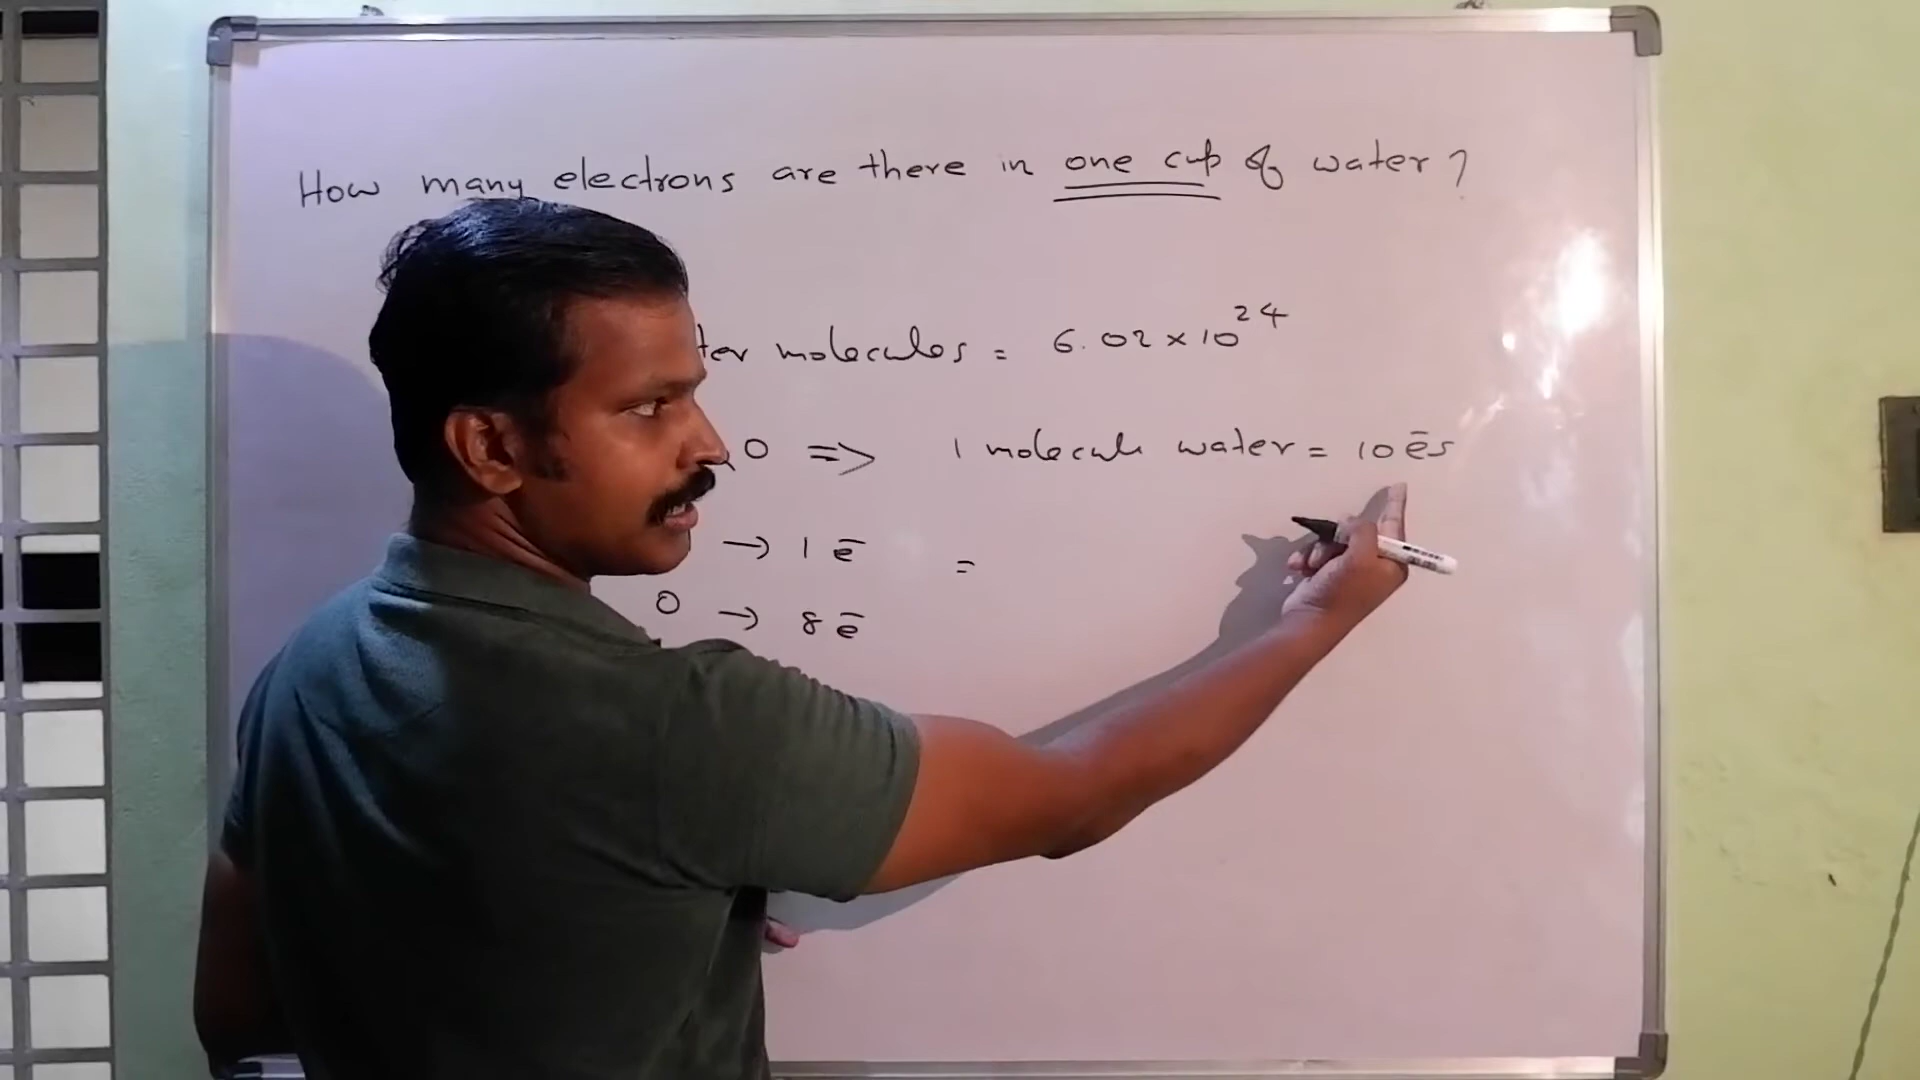 How many electrons are there in one cup of water?
ter molecules = 6.02 × 10²⁴
O => 1 molecule water = 10 ēs
→ 1 ē =
O → 8 ē